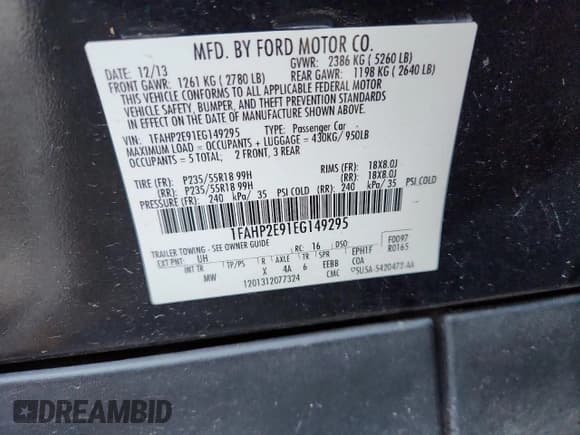 MFD. BY FORD MOTOR CO.
DATE: 12/13 GVWR: 2386 KG ( 5260 LB)
FRONT GAWR: 1261 KG ( 2780 LB) REAR GAWR: 1198 KG ( 2640 LB)
THIS VEHICLE CONFORMS TO ALL APPLICABLE FEDERAL MOTOR
VEHICLE SAFETY, BUMPER, AND THEFT PREVENTION STANDARDS
IN EFFECT ON THE DATE OF MANUFACTURE SHOWN ABOVE.
VIN: 1FAHP2E91EG149295 TYPE: Passenger Car
MAXIMUM LOAD = OCCUPANTS + LUGGAGE = 430KG/ 950LB
OCCUPANTS = 5 TOTAL, 2 FRONT, 3 REAR
TIRE (FR): P235/55R18 99H RIMS (FR): 18X8.0J
(RR): P235/55R18 99H (RR): 18X8.0J
PRESSURE (FR): 240 kPa/ 35 PSI COLD (RR): 240 kPa/ 35 PSI.COLD
1FAHP2E91EG149295
TRAILER TOWING - SEE OWNER GUIDE RC: 16 DSO: F0097
EXT PNT: UH R0165
INT TR TP/PS R AXLE TR SPR EPH1F
MW X 4A 6 EEBB COA
1201312077324 CMC
DREAMBID